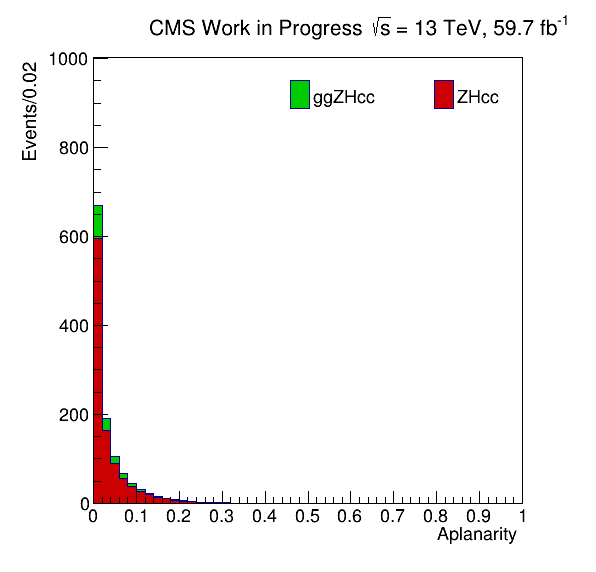 CMS Work in Progress √s = 13 TeV, 59.7 fb⁻¹
Events/0.02
1000
800
600
400
200
0
ggZHcc ZHcc
0 0.1 0.2 0.3 0.4 0.5 0.6 0.7 0.8 0.9 1
Aplanarity